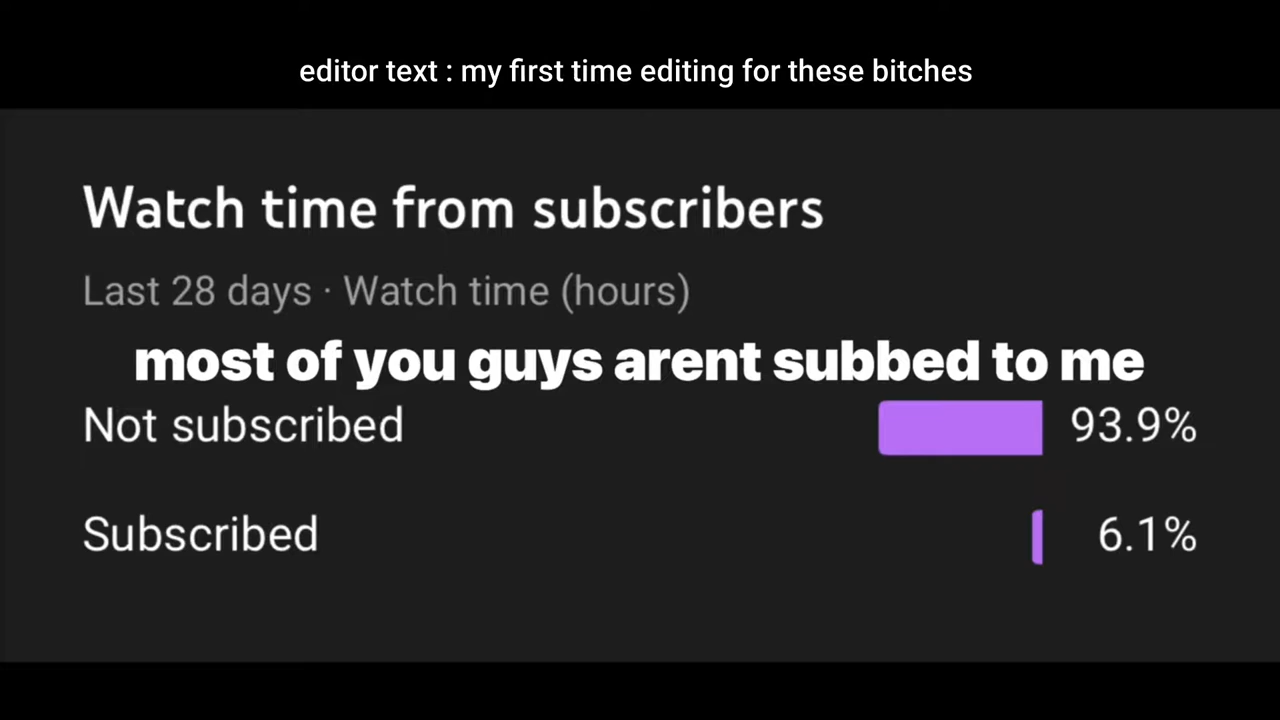 editor text : my first time editing for these bitches
Watch time from subscribers
Last 28 days · Watch time (hours)
most of you guys arent subbed to me
Not subscribed 93.9%
Subscribed 6.1%